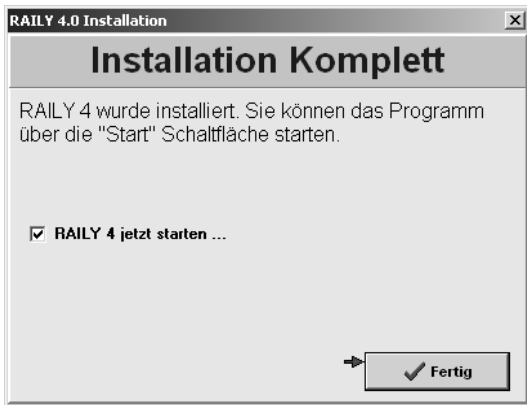 RAILY 4.0 Installation
Installation Komplett
RAILY 4 wurde installiert. Sie können das Programm
über die "Start" Schaltfläche starten.
RAILY 4 jetzt starten ...
Fertig